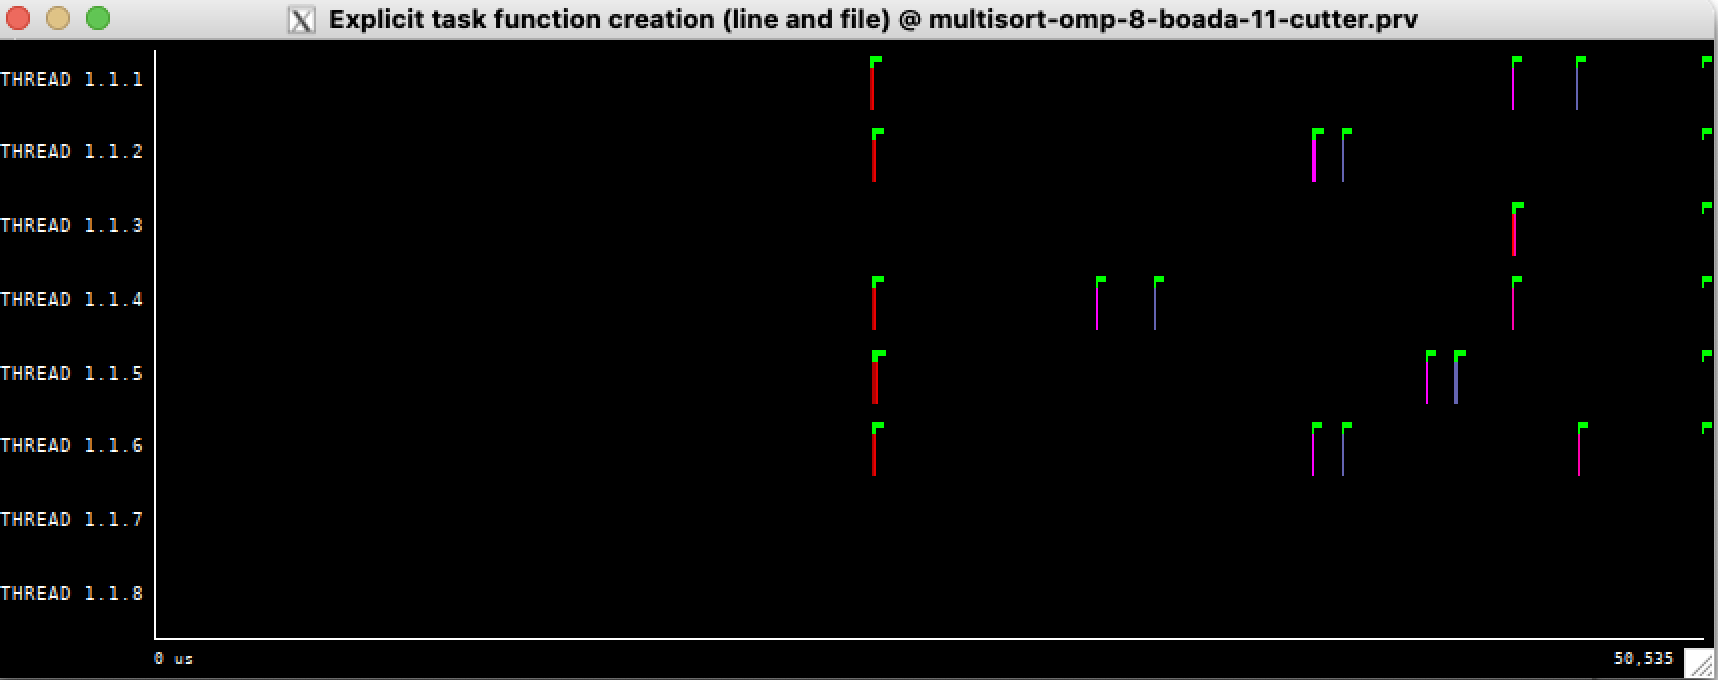 Explicit task function creation (line and file) @ multisort-omp-8-boada-11-cutter.prv
THREAD 1.1.1
THREAD 1.1.2
THREAD 1.1.3
THREAD 1.1.4
THREAD 1.1.5
THREAD 1.1.6
THREAD 1.1.7
THREAD 1.1.8
0 us 50,535